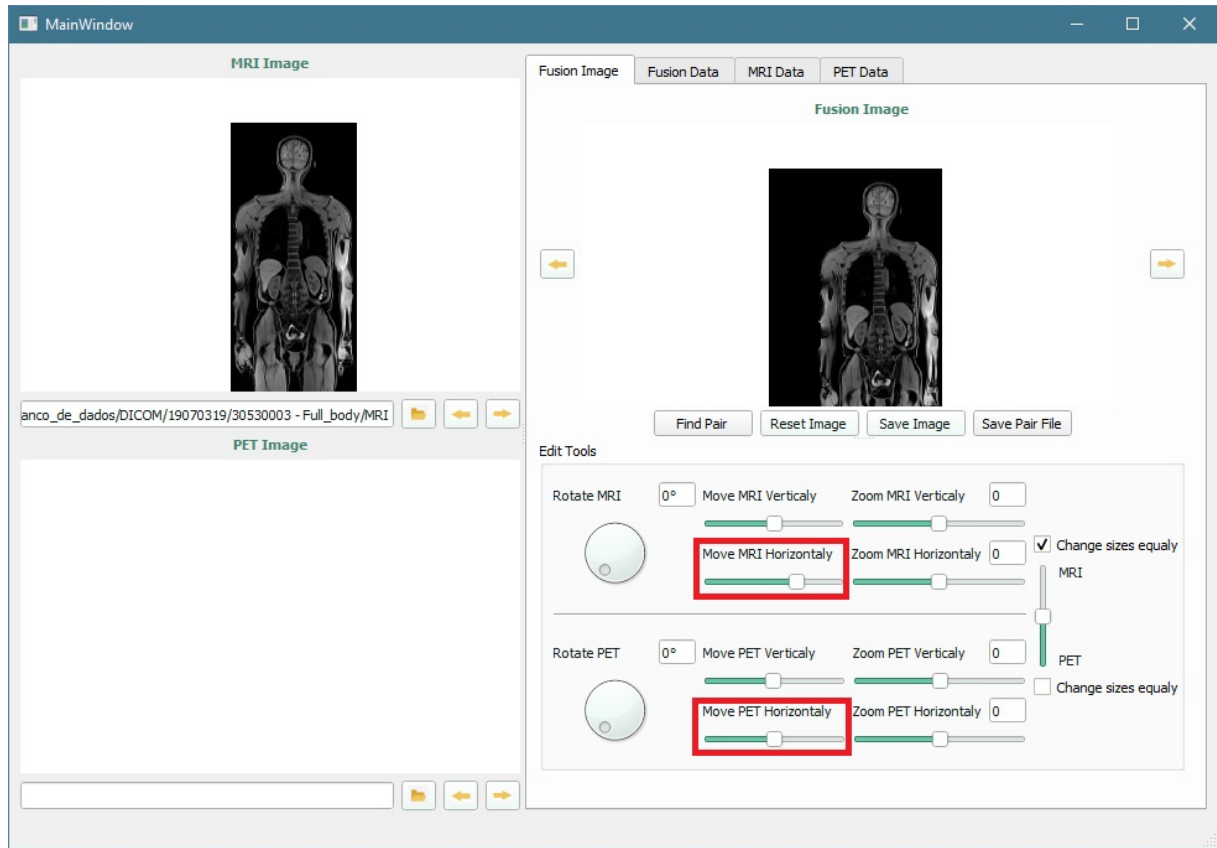 MainWindow
MRI Image
anco_de_dados/DICOM/19070319/30530003 - Full_body/MRI
PET Image
Fusion Image Fusion Data MRI Data PET Data
Fusion Image
Find Pair Reset Image Save Image Save Pair File
Edit Tools
Rotate MRI 0° Move MRI Verticaly Zoom MRI Verticaly 0
Move MRI Horizontaly Zoom MRI Horizontaly 0
Change sizes equaly
MRI
Rotate PET 0° Move PET Verticaly Zoom PET Verticaly 0
PET
Change sizes equaly
Move PET Horizontaly Zoom PET Horizontaly 0